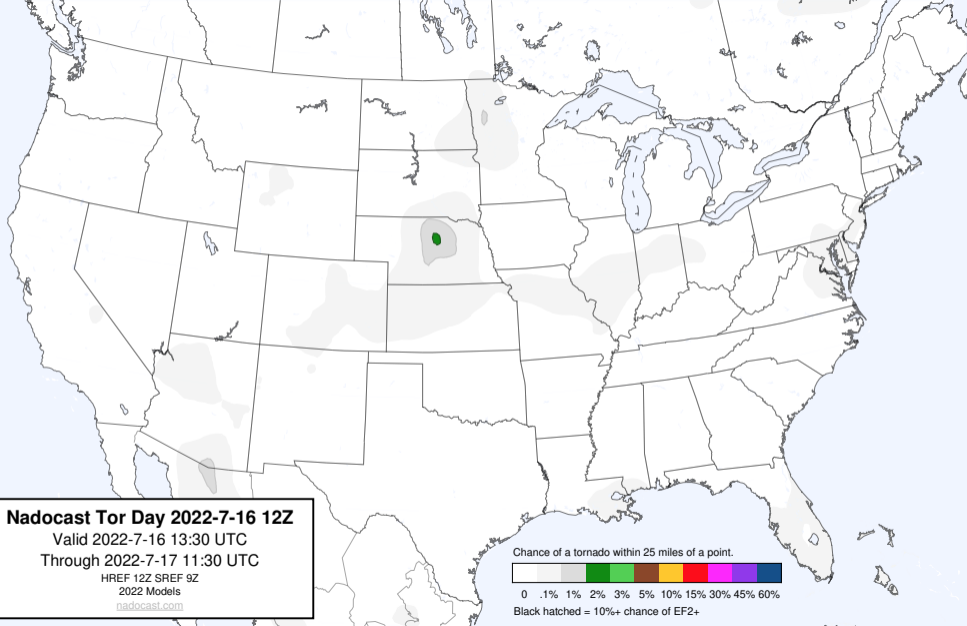 Nadocast Tor Day 2022-7-16 12Z
Valid 2022-7-16 13:30 UTC
Through 2022-7-17 11:30 UTC
HREF 12Z SREF 9Z
2022 Models
nadocast.com
Chance of a tornado within 25 miles of a point.
0 .1% 1% 2% 3% 5% 10% 15% 30% 45% 60%
Black hatched = 10%+ chance of EF2+